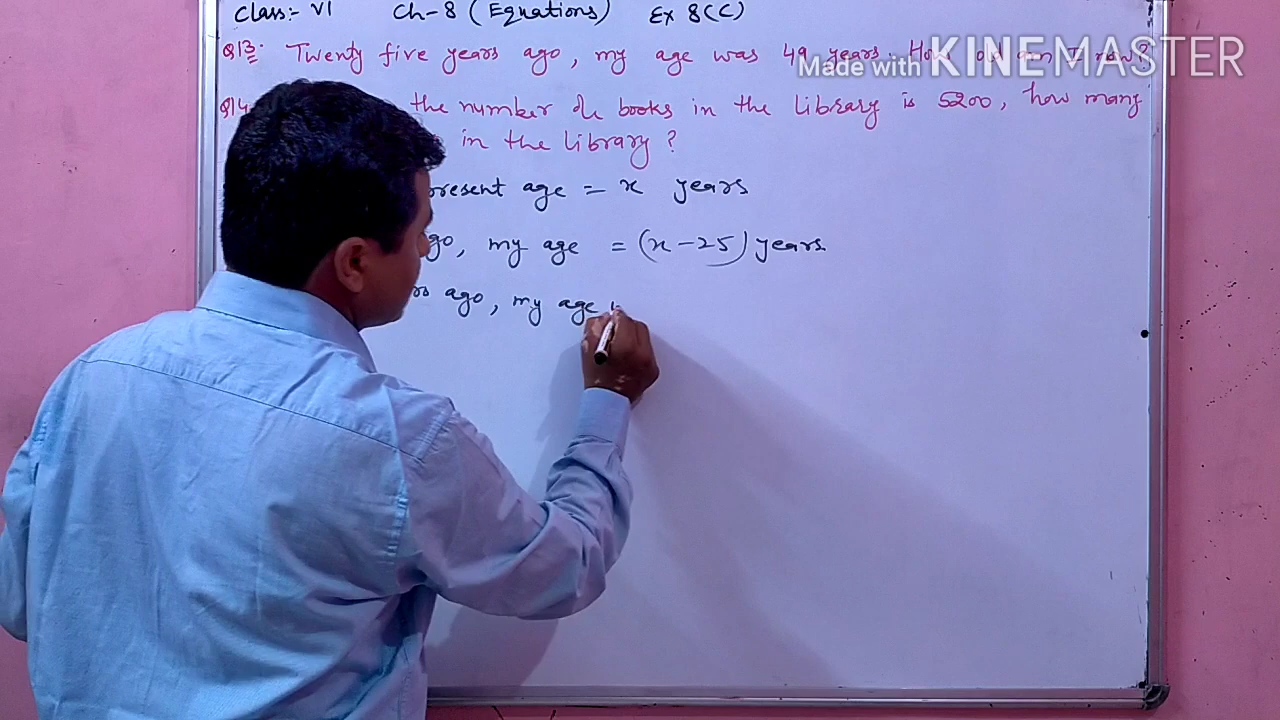 Class:- VI Ch-8 (Equations) Ex 8(C)
Q13: Twenty five years ago, my age was 49 years. How old am I now?
Made with KINEMASTER
Q14. the number of books in the library is 5200, how many
in the library?
present age = x years
ago, my age = (x-25) years
ago, my age